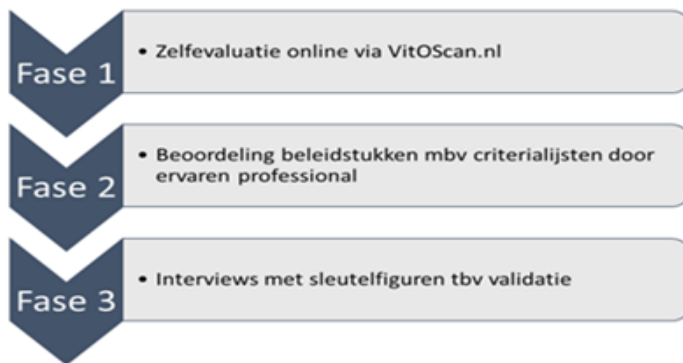 Fase 1
• Zelfevaluatie online via VitOScan.nl
Fase 2
• Beoordeling beleidstukken mbv criterialijsten door
ervaren professional
Fase 3
• Interviews met sleutelfiguren tbv validatie